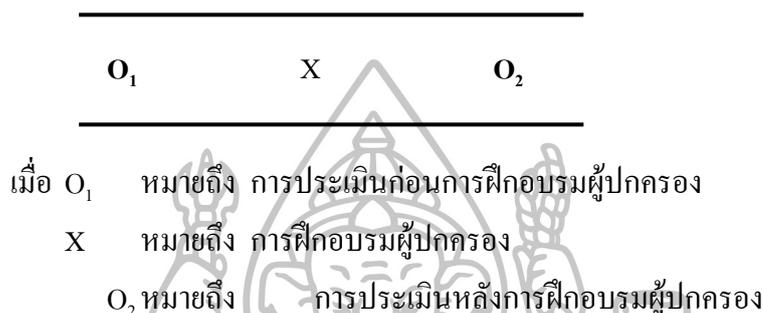 O₁ X O₂
เมื่อ O₁ หมายถึง การประเมินก่อนการฝึกอบรมผู้ปกครอง
X หมายถึง การฝึกอบรมผู้ปกครอง
O₂ หมายถึง การประเมินหลังการฝึกอบรมผู้ปกครอง